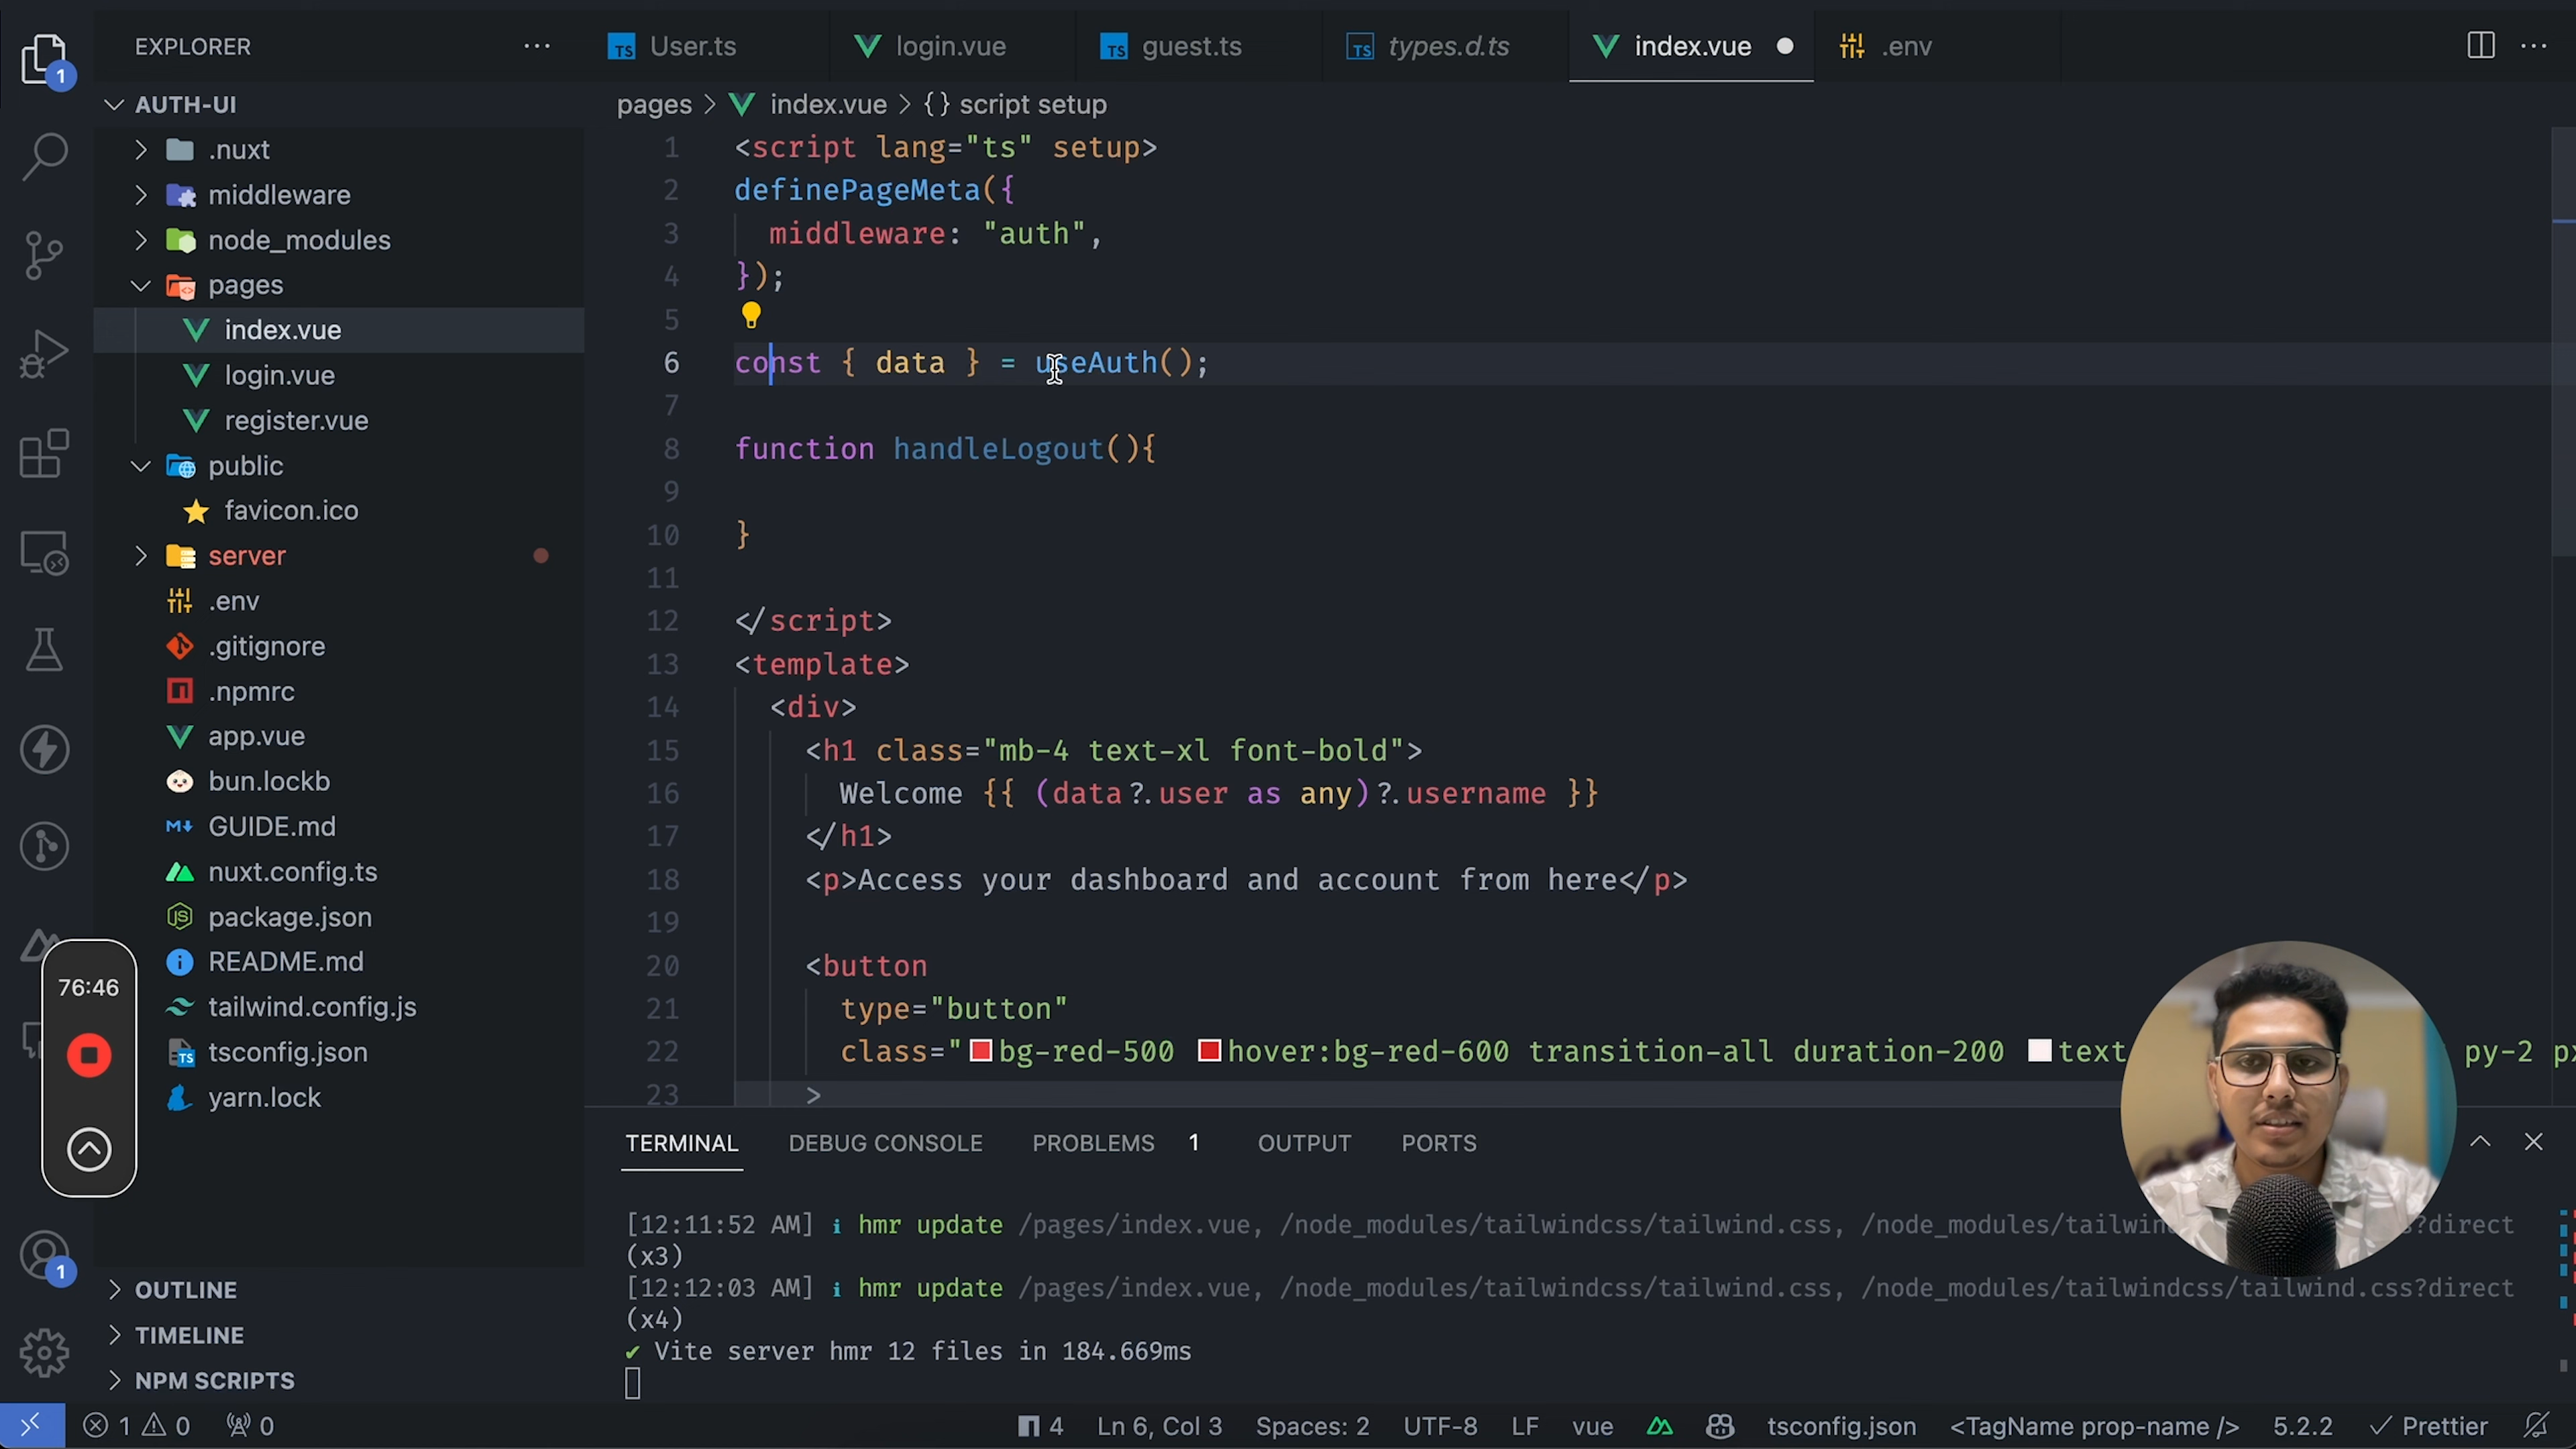 EXPLORER
AUTH-UI
.nuxt
middleware
node_modules
pages
index.vue
login.vue
register.vue
public
favicon.ico
server
.env
.gitignore
.npmrc
app.vue
bun.lockb
GUIDE.md
nuxt.config.ts
package.json
README.md
tailwind.config.js
tsconfig.json
yarn.lock
OUTLINE
TIMELINE
NPM SCRIPTS
1
1
76:46
User.ts login.vue guest.ts types.d.ts index.vue .env
pages > index.vue > {} script setup
1 <script lang="ts" setup>
2 definePageMeta({
3 middleware: "auth",
4 });
5
6 const { data } = useAuth();
7
8 function handleLogout(){
9
10 }
11
12 </script>
13 <template>
14 <div>
15 <h1 class="mb-4 text-xl font-bold">
16 Welcome {{ (data?.user as any)?.username }}
17 </h1>
18 <p>Access your dashboard and account from here</p>
19
20 <button
21 type="button"
22 class="bg-red-500 hover:bg-red-600 transition-all duration-200 text py-2 px
23 >
TERMINAL DEBUG CONSOLE PROBLEMS 1 OUTPUT PORTS
[12:11:52 AM] i hmr update /pages/index.vue, /node_modules/tailwindcss/tailwind.css, /node_modules/tailwind s?direct
(x3)
[12:12:03 AM] i hmr update /pages/index.vue, /node_modules/tailwindcss/tailwind.css, /node_modules/tailwindcss/tailwind.css?direct
(x4)
✔ Vite server hmr 12 files in 184.669ms
1 0 0 4 Ln 6, Col 3 Spaces: 2 UTF-8 LF vue tsconfig.json <TagName prop-name /> 5.2.2 Prettier